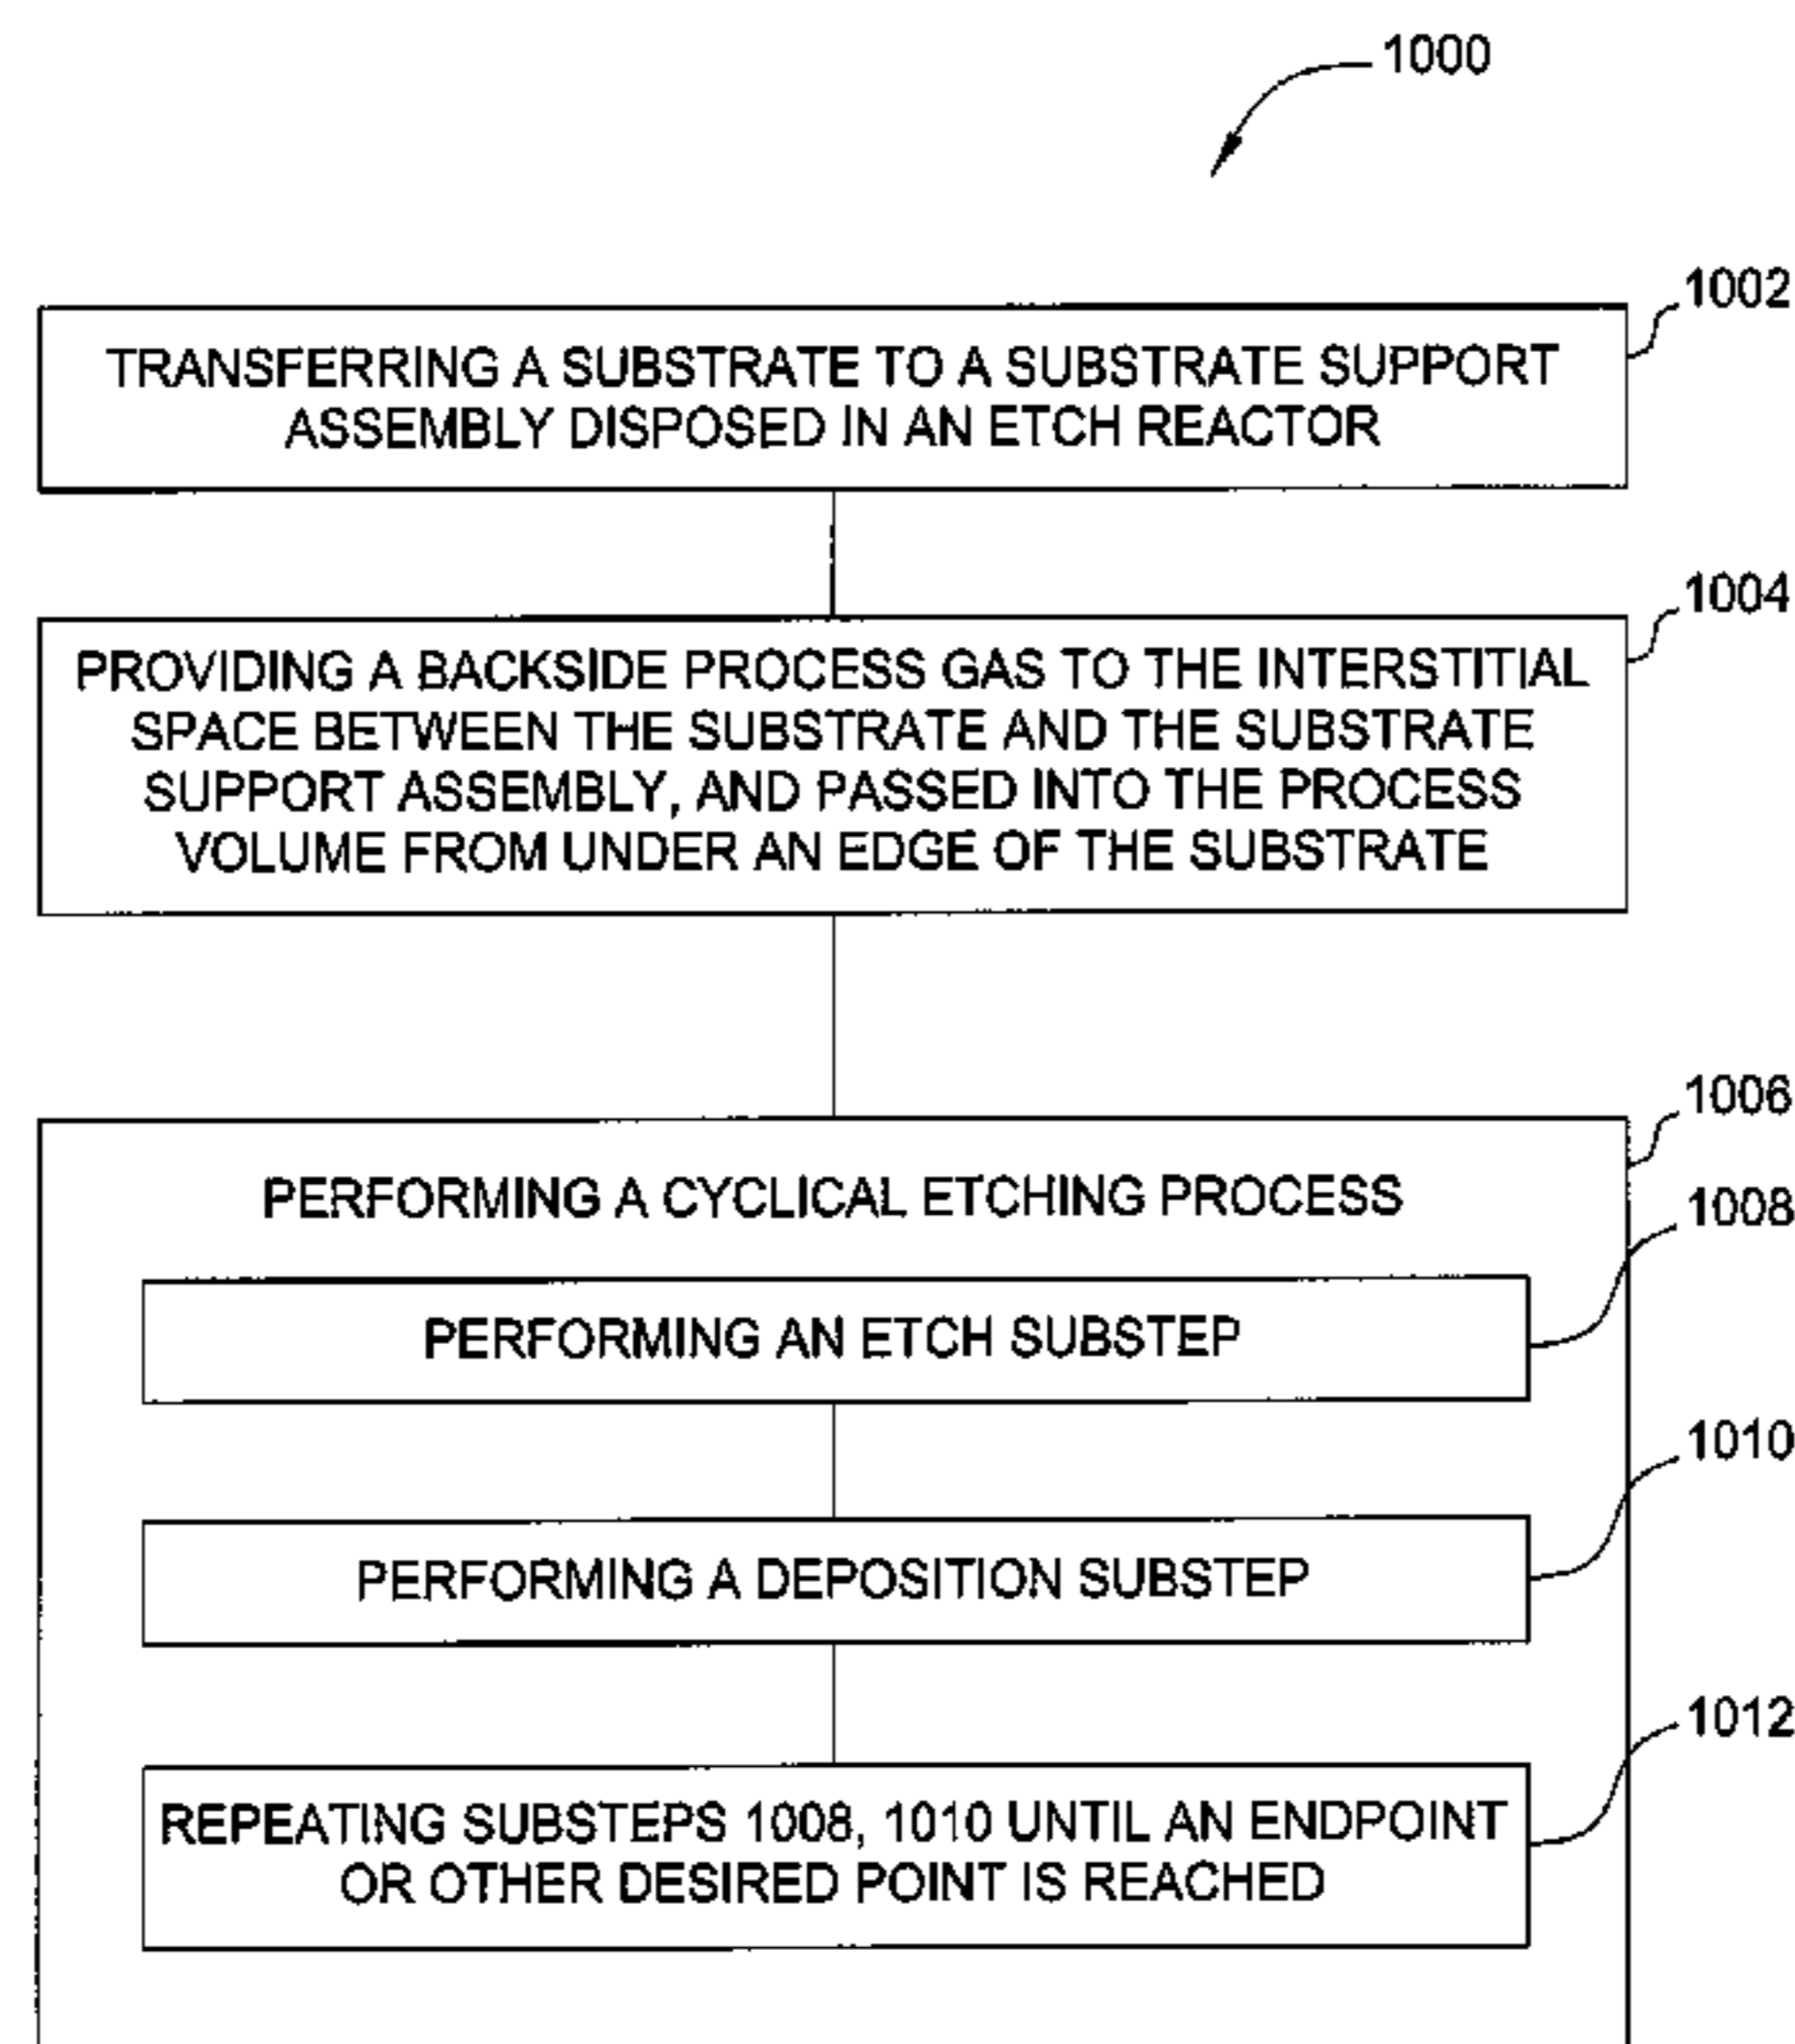 1000
1002
TRANSFERRING A SUBSTRATE TO A SUBSTRATE SUPPORT
ASSEMBLY DISPOSED IN AN ETCH REACTOR
1004
PROVIDING A BACKSIDE PROCESS GAS TO THE INTERSTITIAL
SPACE BETWEEN THE SUBSTRATE AND THE SUBSTRATE
SUPPORT ASSEMBLY, AND PASSED INTO THE PROCESS
VOLUME FROM UNDER AN EDGE OF THE SUBSTRATE
1006
PERFORMING A CYCLICAL ETCHING PROCESS
1008
PERFORMING AN ETCH SUBSTEP
1010
PERFORMING A DEPOSITION SUBSTEP
1012
REPEATING SUBSTEPS 1008, 1010 UNTIL AN ENDPOINT
OR OTHER DESIRED POINT IS REACHED